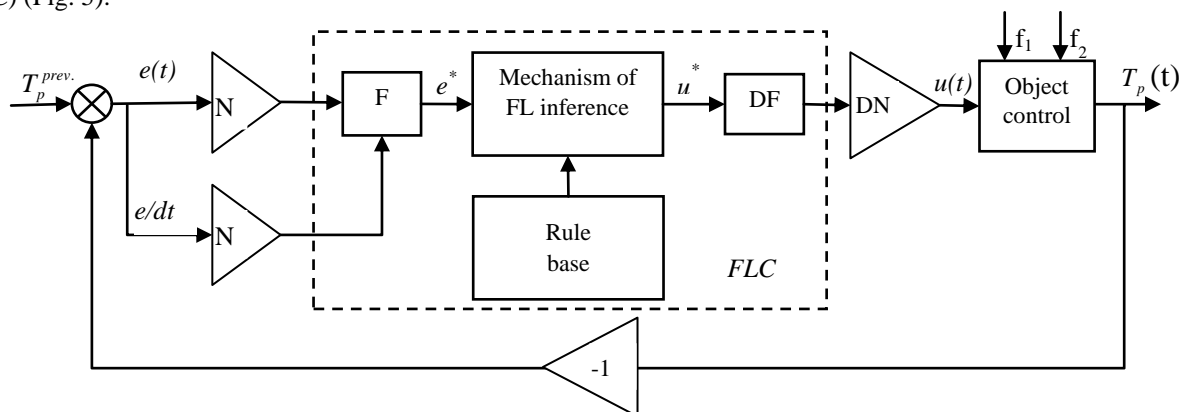 C) (Fig. 3).
f₁ f₂
T_p^{prev.}
e(t)
N
F
e*
Mechanism of
FL inference
u*
DF
DN
u(t)
Object
control
T_p(t)
e/dt
N
Rule
base
FLC
-1